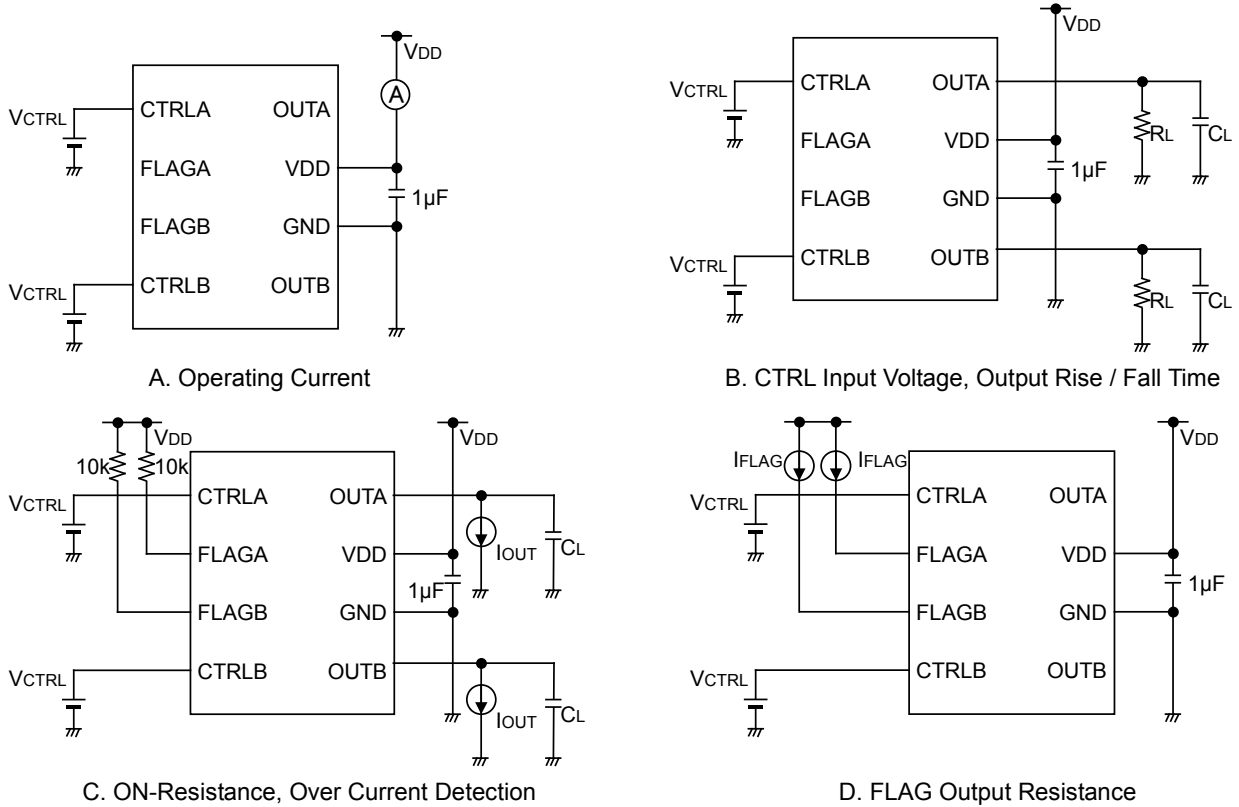 VDD
VCTRL
CTRLA OUTA
A
FLAGA VDD
1µF
FLAGB GND
VCTRL
CTRLB OUTB
A. Operating Current
VDD
VCTRL
CTRLA OUTA
RL CL
FLAGA VDD
1µF
FLAGB GND
VCTRL
CTRLB OUTB
RL CL
B. CTRL Input Voltage, Output Rise / Fall Time
VDD VDD
10k 10k
VCTRL
CTRLA OUTA
IOUT CL
FLAGA VDD
1µF
FLAGB GND
VCTRL
CTRLB OUTB
IOUT CL
C. ON-Resistance, Over Current Detection
VDD
IFLAG IFLAG
VCTRL
CTRLA OUTA
FLAGA VDD
1µF
FLAGB GND
VCTRL
CTRLB OUTB
D. FLAG Output Resistance